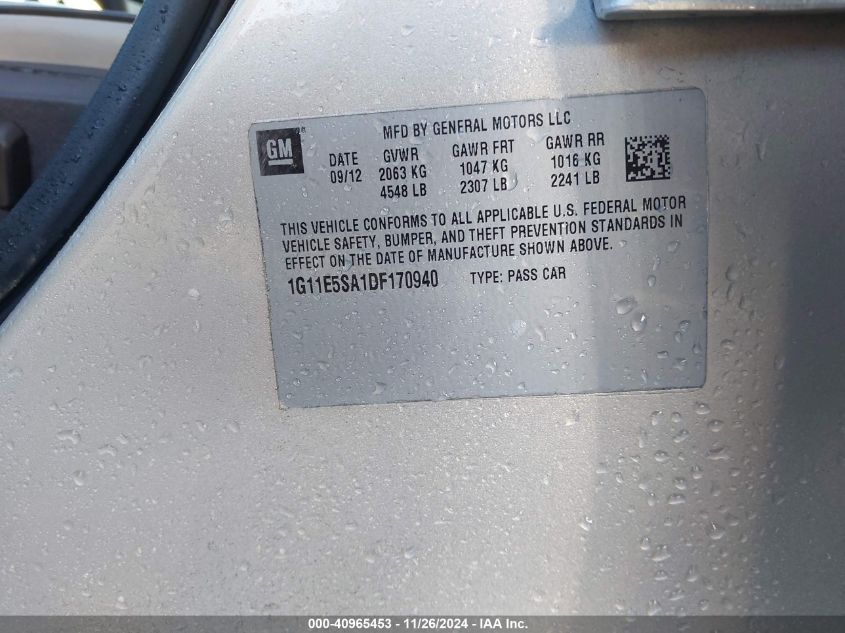 GM
MFD BY GENERAL MOTORS LLC
DATE GVWR GAWR FRT GAWR RR
09/12 2063 KG 1047 KG 1016 KG
4548 LB 2307 LB 2241 LB
THIS VEHICLE CONFORMS TO ALL APPLICABLE U.S. FEDERAL MOTOR
VEHICLE SAFETY, BUMPER, AND THEFT PREVENTION STANDARDS IN
EFFECT ON THE DATE OF MANUFACTURE SHOWN ABOVE.
1G11E5SA1DF170940 TYPE: PASS CAR
000-40965453 - 11/26/2024 - IAA Inc.